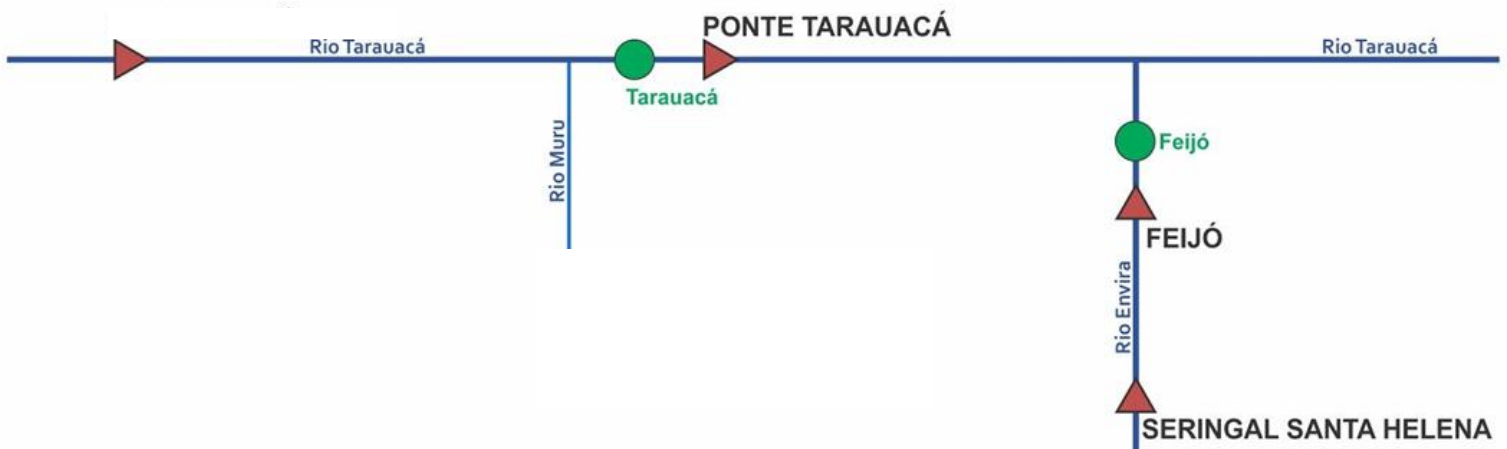 PONTE TARAUACÁ
Rio Tarauacá
Rio Tarauacá
Tarauacá
Rio Muru
Feijó
FEIJÓ
Rio Envira
SERINGAL SANTA HELENA